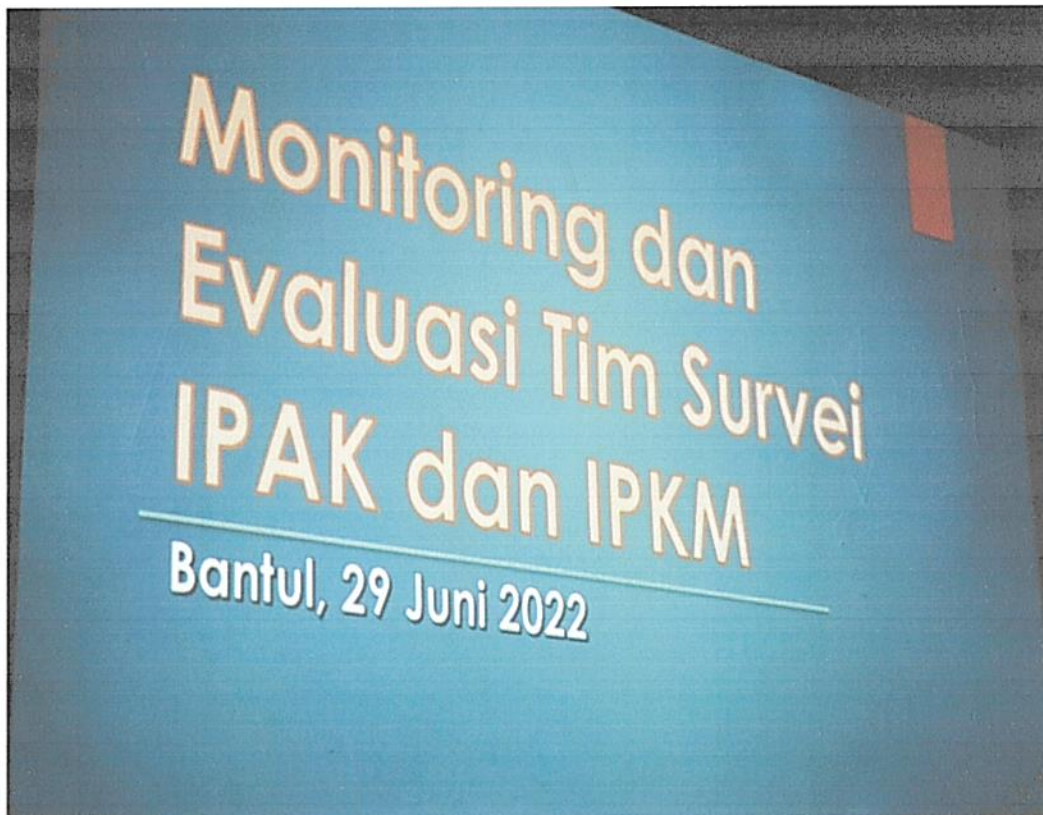 Monitoring dan
Evaluasi Tim Survei
IPAK dan IPKM
Bantul, 29 Juni 2022